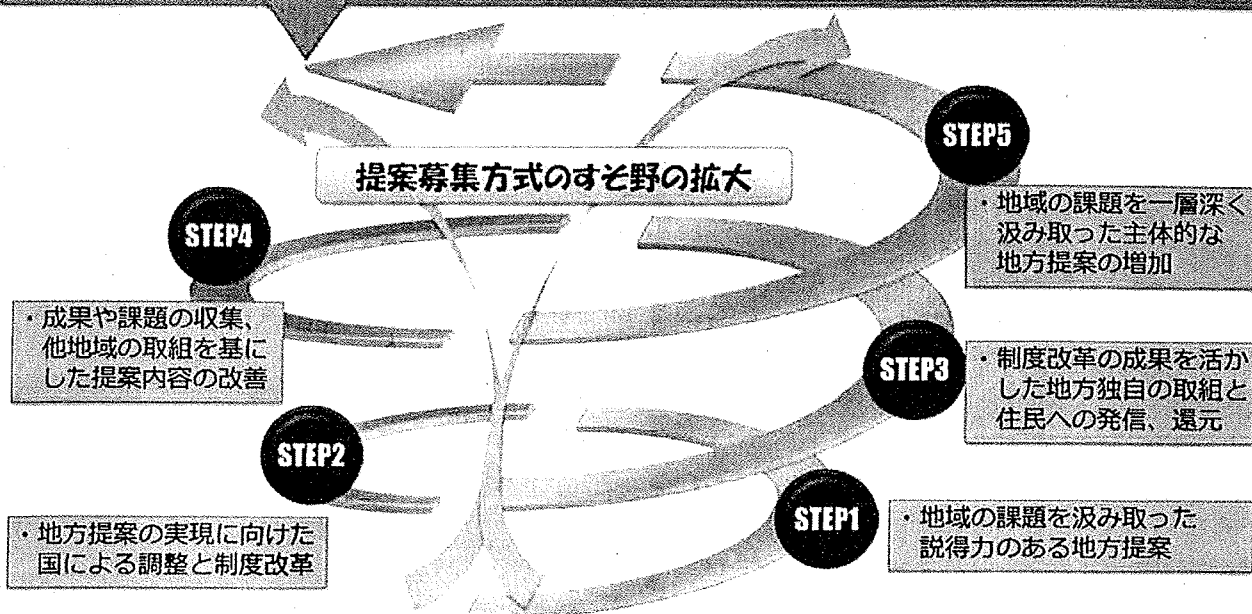 提案募集方式のすそ野の拡大
STEP5
・地域の課題を一層深く
汲み取った主体的な
地方提案の増加
STEP4
・成果や課題の収集、
他地域の取組を基に
した提案内容の改善
STEP3
・制度改革の成果を活か
した地方独自の取組と
住民への発信、還元
STEP2
・地方提案の実現に向けた
国による調整と制度改革
STEP1
・地域の課題を汲み取った
説得力のある地方提案